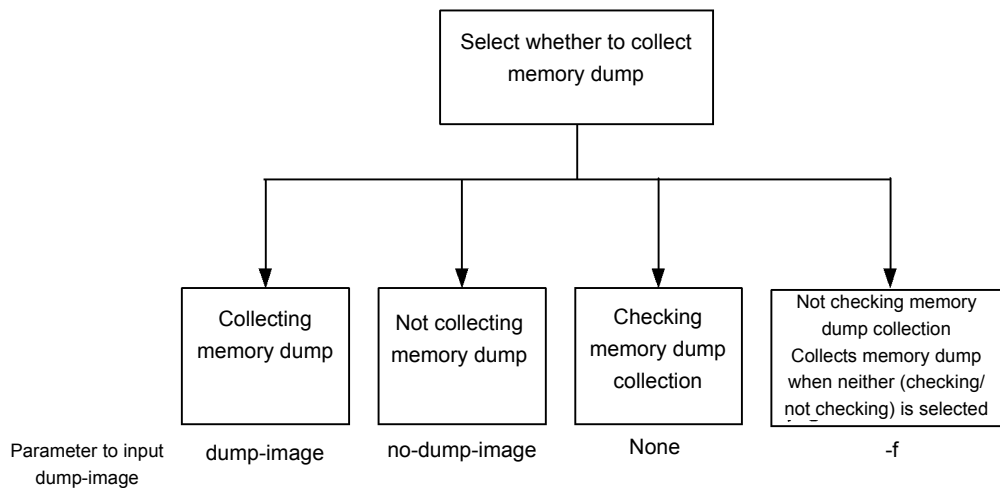 Select whether to collect
memory dump
Collecting
memory dump
Not collecting
memory dump
Checking
memory dump
collection
Not checking memory
dump collection
Collects memory dump
when neither (checking/
not checking) is selected
Parameter to input
dump-image
dump-image
no-dump-image
None
-f